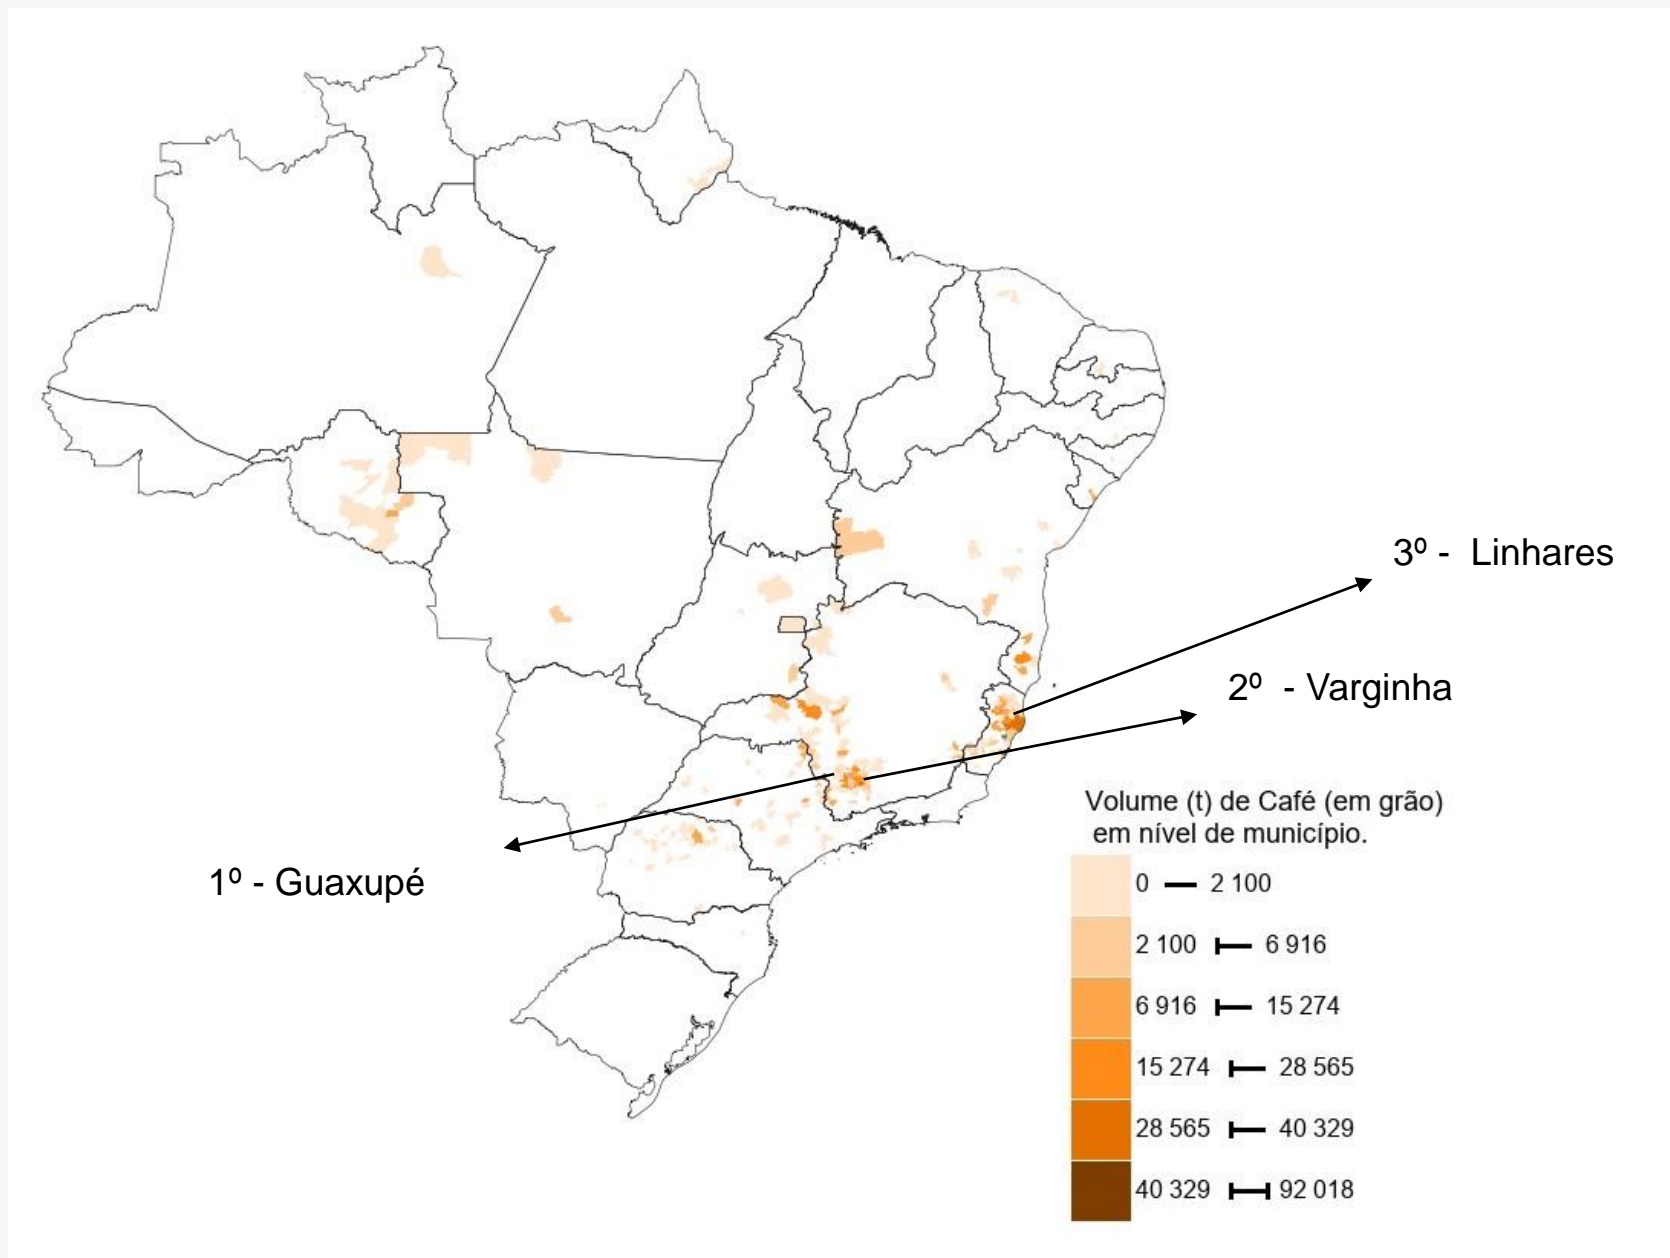 3º - Linhares
2º - Varginha
1º - Guaxupé
Volume (t) de Café (em grão)
em nível de município.
0 — 2 100
2 100 ⊢ 6 916
6 916 ⊢ 15 274
15 274 ⊢ 28 565
28 565 ⊢ 40 329
40 329 ⊢⊣ 92 018